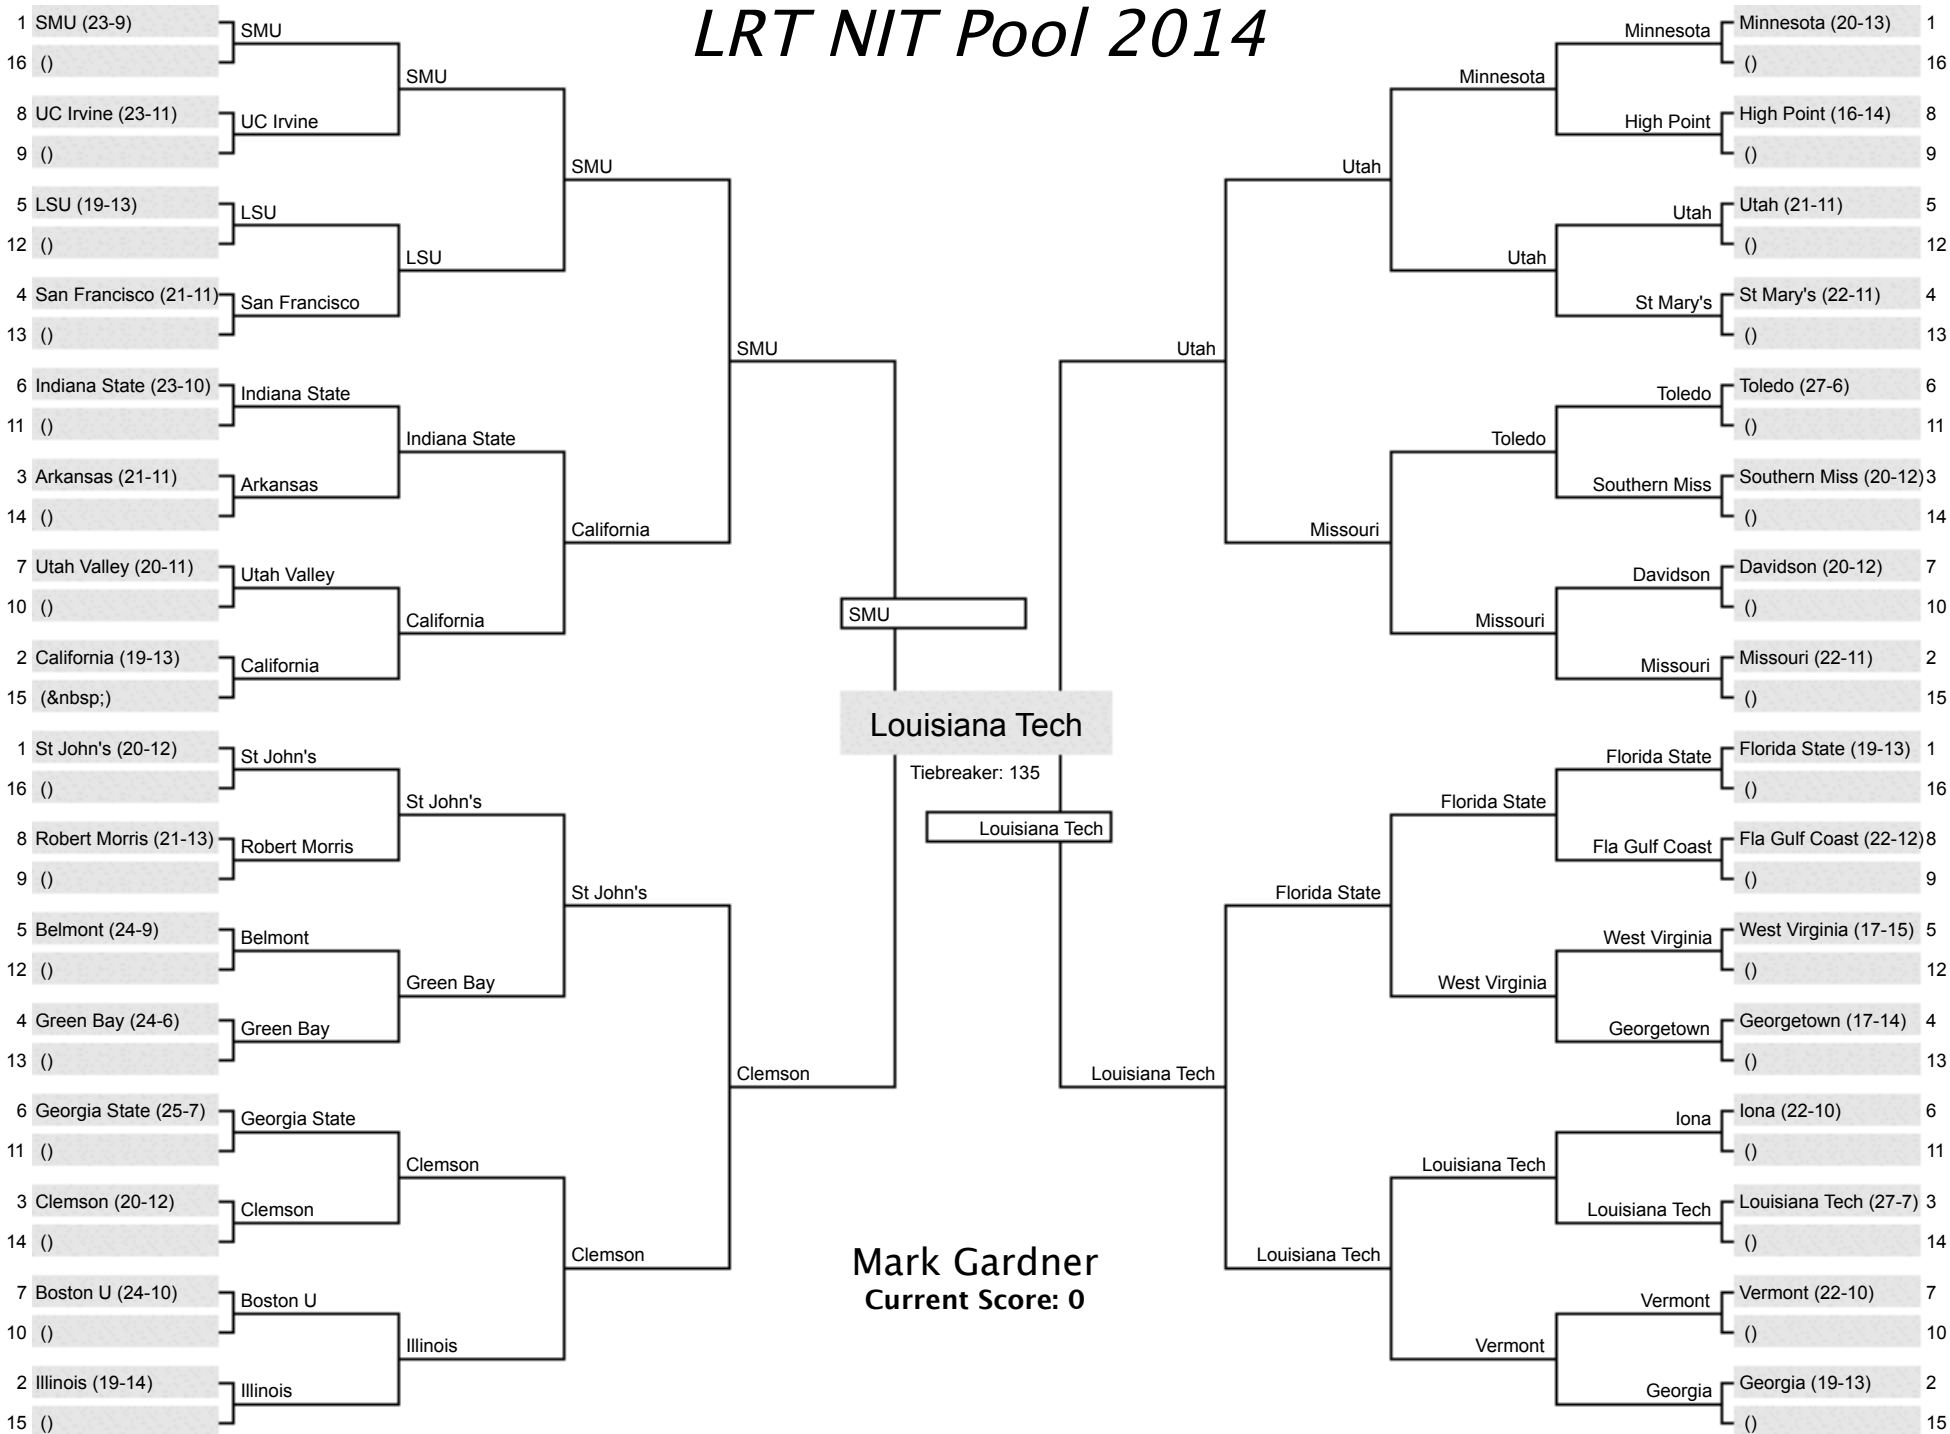 LRT NIT Pool 2014
1 SMU (23-9)
16 ()
8 UC Irvine (23-11)
9 ()
5 LSU (19-13)
12 ()
4 San Francisco (21-11)
13 ()
6 Indiana State (23-10)
11 ()
3 Arkansas (21-11)
14 ()
7 Utah Valley (20-11)
10 ()
2 California (19-13)
15 (&nbsp;)
1 St John's (20-12)
16 ()
8 Robert Morris (21-13)
9 ()
5 Belmont (24-9)
12 ()
4 Green Bay (24-6)
13 ()
6 Georgia State (25-7)
11 ()
3 Clemson (20-12)
14 ()
7 Boston U (24-10)
10 ()
2 Illinois (19-14)
15 ()
SMU
UC Irvine
LSU
San Francisco
Indiana State
Arkansas
Utah Valley
California
St John's
Robert Morris
Belmont
Green Bay
Georgia State
Clemson
Boston U
Illinois
SMU
LSU
Indiana State
California
St John's
Green Bay
Clemson
Illinois
SMU
California
St John's
Clemson
SMU
Clemson
SMU
Louisiana Tech
Tiebreaker: 135
Louisiana Tech
Mark Gardner
Current Score: 0
Utah
Louisiana Tech
Utah
Missouri
Florida State
Louisiana Tech
Minnesota
Utah
Toledo
Missouri
Florida State
West Virginia
Louisiana Tech
Vermont
Minnesota
High Point
Utah
St Mary's
Toledo
Southern Miss
Davidson
Missouri
Florida State
Fla Gulf Coast
West Virginia
Georgetown
Iona
Louisiana Tech
Vermont
Georgia
Minnesota (20-13) 1
() 16
High Point (16-14) 8
() 9
Utah (21-11) 5
() 12
St Mary's (22-11) 4
() 13
Toledo (27-6) 6
() 11
Southern Miss (20-12) 3
() 14
Davidson (20-12) 7
() 10
Missouri (22-11) 2
() 15
Florida State (19-13) 1
() 16
Fla Gulf Coast (22-12) 8
() 9
West Virginia (17-15) 5
() 12
Georgetown (17-14) 4
() 13
Iona (22-10) 6
() 11
Louisiana Tech (27-7) 3
() 14
Vermont (22-10) 7
() 10
Georgia (19-13) 2
() 15